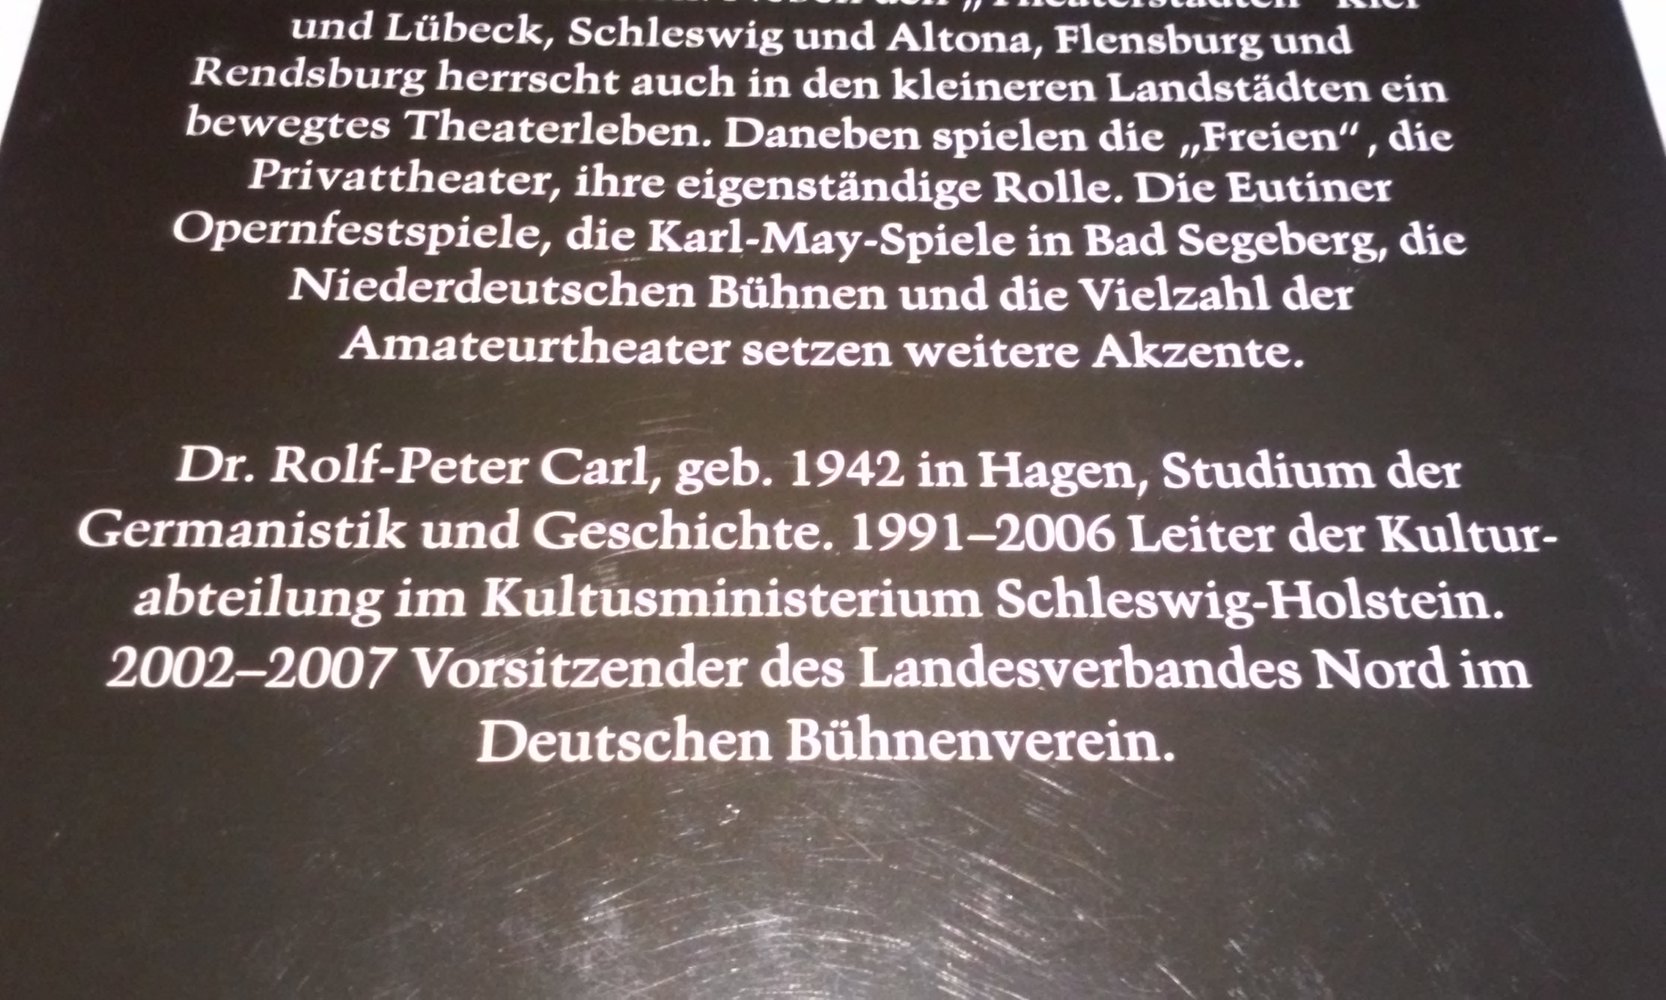 den „Theaterstädten“ Kiel
und Lübeck, Schleswig und Altona, Flensburg und
Rendsburg herrscht auch in den kleineren Landstädten ein
bewegtes Theaterleben. Daneben spielen die „Freien“, die
Privattheater, ihre eigenständige Rolle. Die Eutiner
Opernfestspiele, die Karl-May-Spiele in Bad Segeberg, die
Niederdeutschen Bühnen und die Vielzahl der
Amateurtheater setzen weitere Akzente.
Dr. Rolf-Peter Carl, geb. 1942 in Hagen, Studium der
Germanistik und Geschichte. 1991–2006 Leiter der Kultur-
abteilung im Kultusministerium Schleswig-Holstein.
2002–2007 Vorsitzender des Landesverbandes Nord im
Deutschen Bühnenverein.